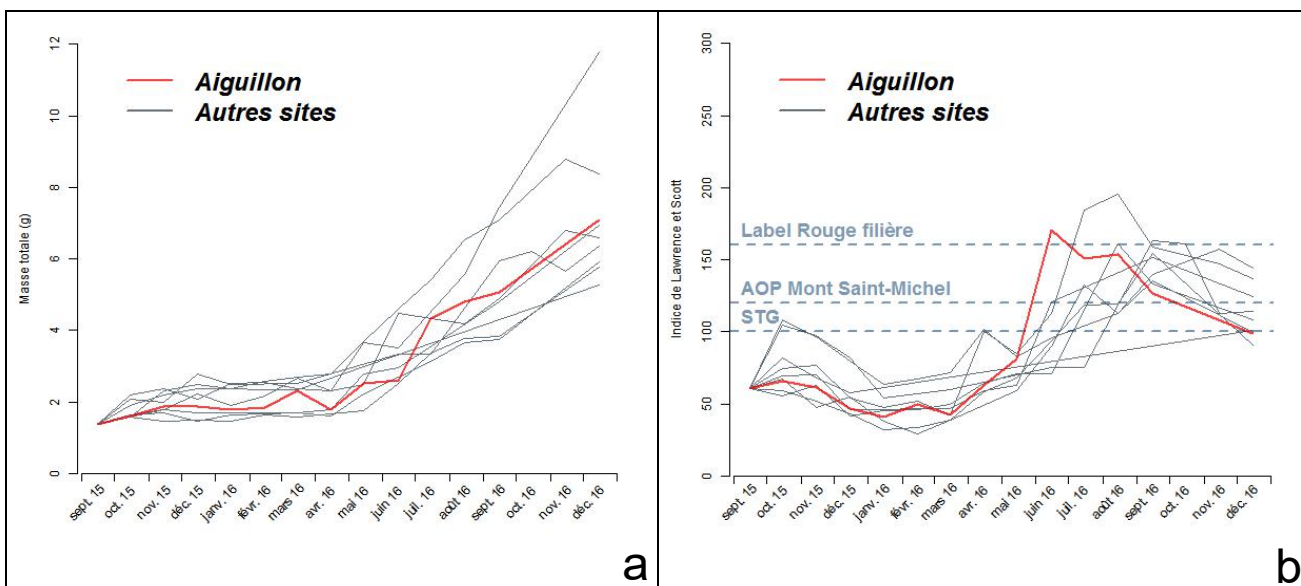 12
10
8
6
4
2
0
Masse totale (g)
Aiguillon
Autres sites
sept. 15
oct. 15
nov. 15
déc. 15
janv. 16
févr. 16
mars 16
avr. 16
mai 16
juin 16
jul. 16
août 16
sept. 16
oct. 16
nov. 16
déc. 16
a
300
250
200
150
100
50
0
Indice de Lawrence et Scott
Aiguillon
Autres sites
Label Rouge filière
AOP Mont Saint-Michel
STG
sept. 15
oct. 15
nov. 15
déc. 15
janv. 16
févr. 16
mars 16
avr. 16
mai 16
juin 16
jul. 16
août 16
sept. 16
oct. 16
nov. 16
déc. 16
b